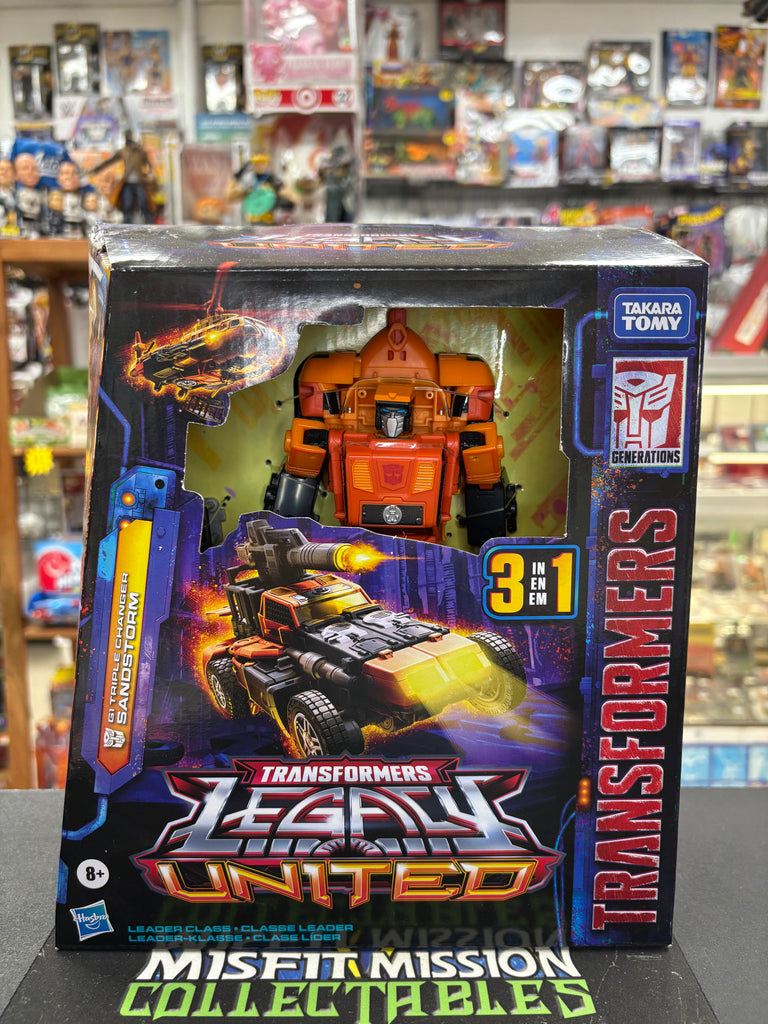 TAKARA
TOMY
GENERATIONS
TRANSFORMERS
UNITED
3 IN
EN
EM 1
G1 TRIPLE CHANGER
SANDSTORM
TRANSFORMERS
LEGACY
UNITED
8+
Hasbro
LEADER CLASS • CLASSE LEADER
LEADER-KLASSE • CLASE LÍDER
MISFIT MISSION
COLLECTABLES